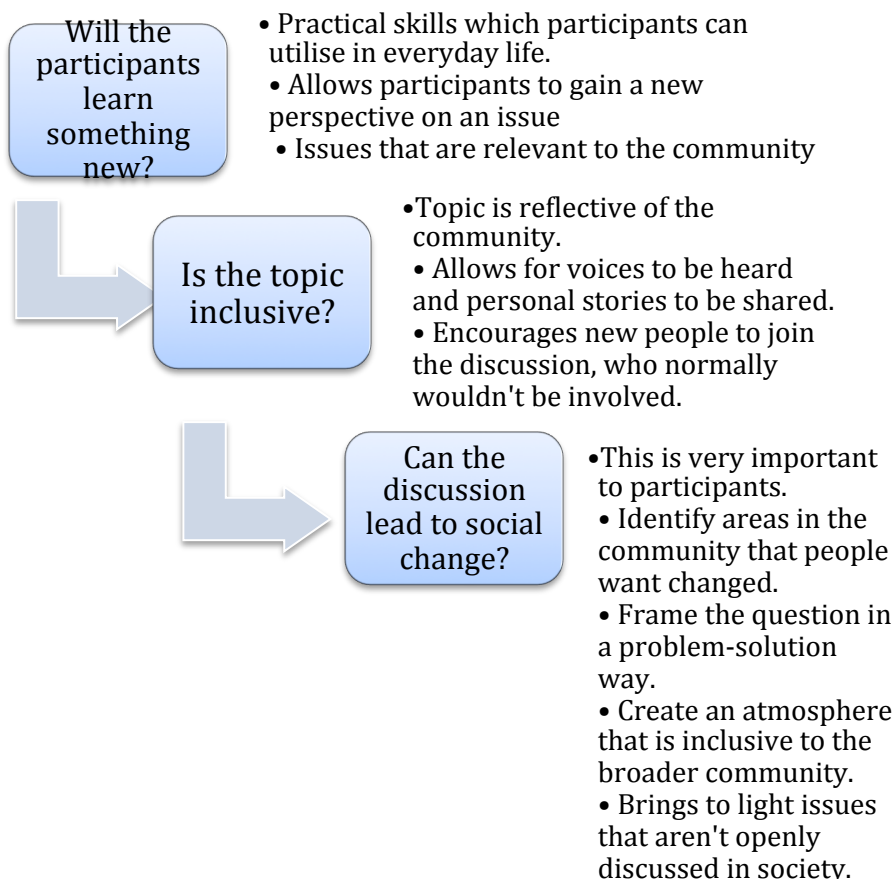 Will the
participants
learn
something
new?
• Practical skills which participants can
utilise in everyday life.
• Allows participants to gain a new
perspective on an issue
• Issues that are relevant to the community
Is the topic
inclusive?
•Topic is reflective of the
community.
• Allows for voices to be heard
and personal stories to be shared.
• Encourages new people to join
the discussion, who normally
wouldn't be involved.
Can the
discussion
lead to social
change?
•This is very important
to participants.
• Identify areas in the
community that people
want changed.
• Frame the question in
a problem-solution
way.
• Create an atmosphere
that is inclusive to the
broader community.
• Brings to light issues
that aren't openly
discussed in society.